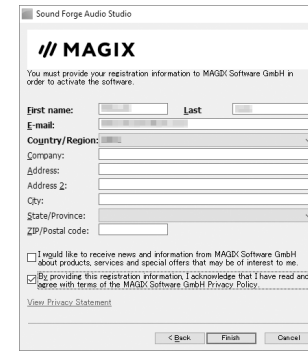 Sound Forge Audio Studio
MAGIX
You must provide your registration information to MAGIX Software GmbH in
order to activate the software.
First name: Last
E-mail:
Country/Region:
Company:
Address:
Address 2:
City:
State/Province:
ZIP/Postal code:
I would like to receive news and information from MAGIX Software GmbH
about products, services and special offers that may be of interest to me.
By providing this registration information, I acknowledge that I have read and
agree with terms of the MAGIX Software GmbH Privacy Policy.
View Privacy Statement
< Back Finish Cancel